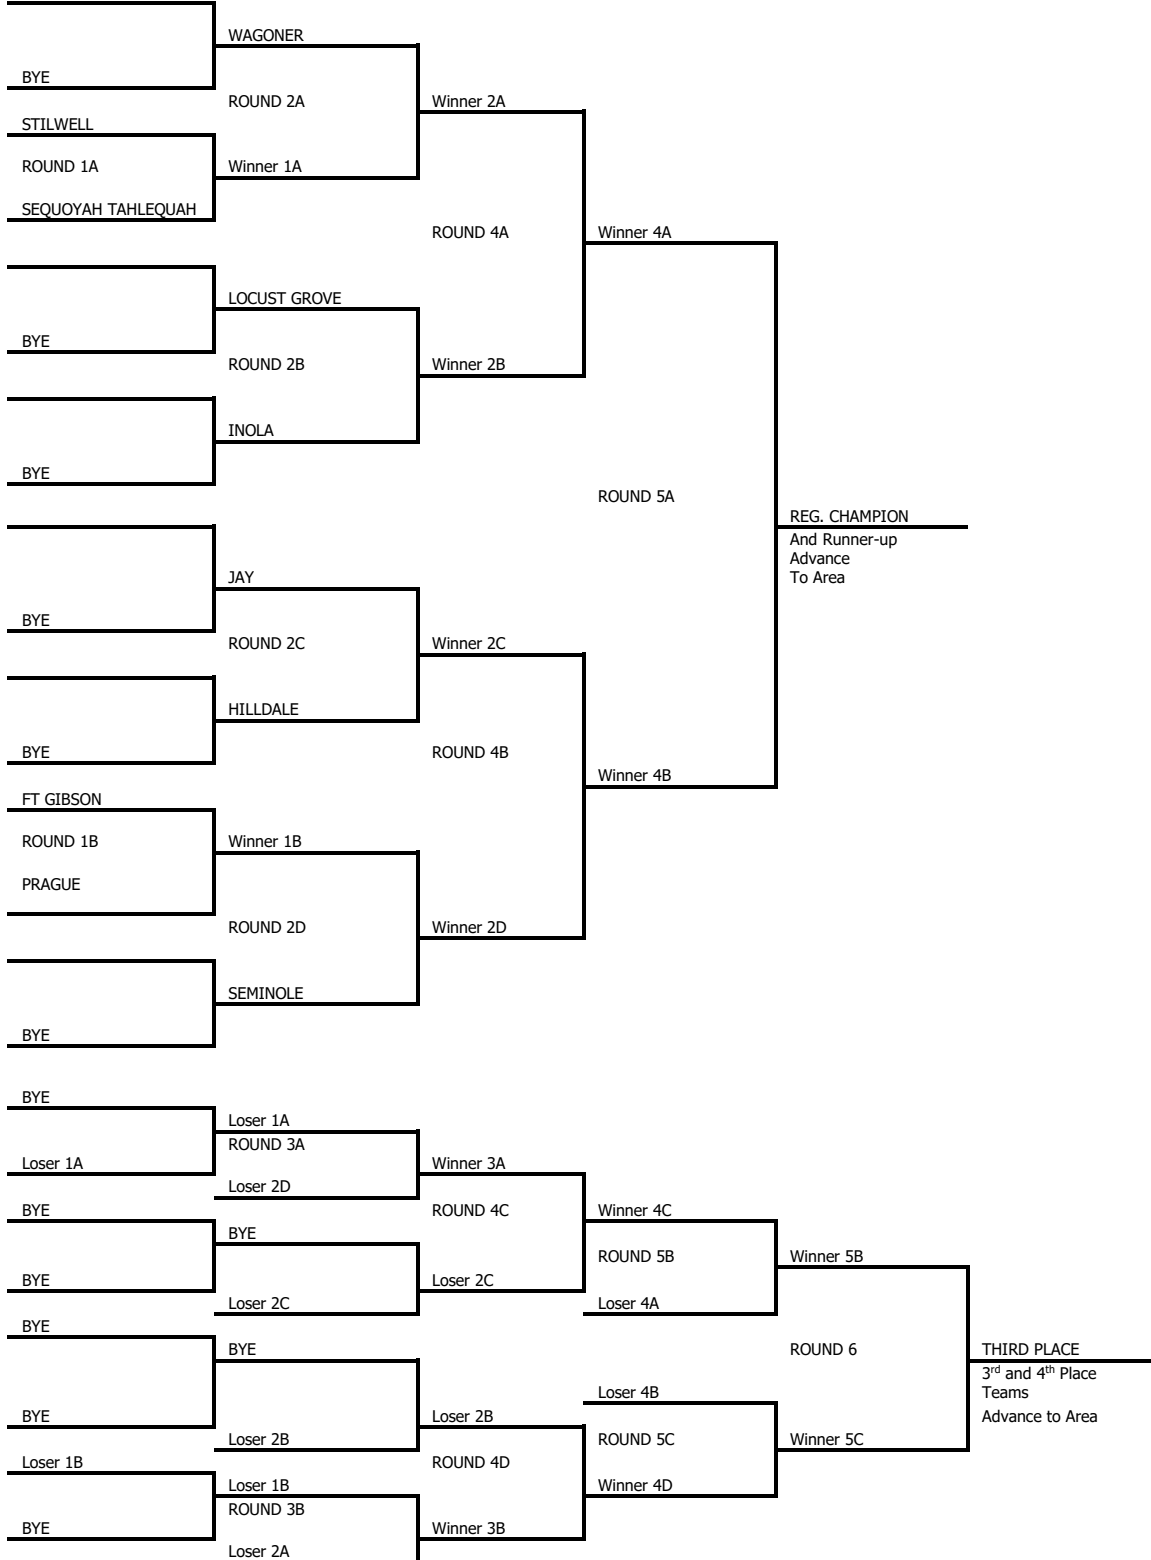 WAGONER
BYE
ROUND 2A
Winner 2A
STILWELL
ROUND 1A
Winner 1A
SEQUOYAH TAHLEQUAH
ROUND 4A
Winner 4A
LOCUST GROVE
BYE
ROUND 2B
Winner 2B
INOLA
BYE
ROUND 5A
REG. CHAMPION
And Runner-up
Advance
To Area
JAY
BYE
ROUND 2C
Winner 2C
HILLDALE
BYE
ROUND 4B
Winner 4B
FT GIBSON
ROUND 1B
Winner 1B
PRAGUE
ROUND 2D
Winner 2D
SEMINOLE
BYE
BYE
Loser 1A
ROUND 3A
Loser 1A
Winner 3A
Loser 2D
BYE
ROUND 4C
Winner 4C
BYE
ROUND 5B
Winner 5B
BYE
Loser 2C
Loser 2C
Loser 4A
BYE
BYE
ROUND 6
THIRD PLACE
3rd and 4th Place
Teams
Advance to Area
Loser 4B
BYE
Loser 2B
Loser 2B
ROUND 5C
Winner 5C
Loser 1B
ROUND 4D
Loser 1B
Winner 4D
ROUND 3B
BYE
Winner 3B
Loser 2A